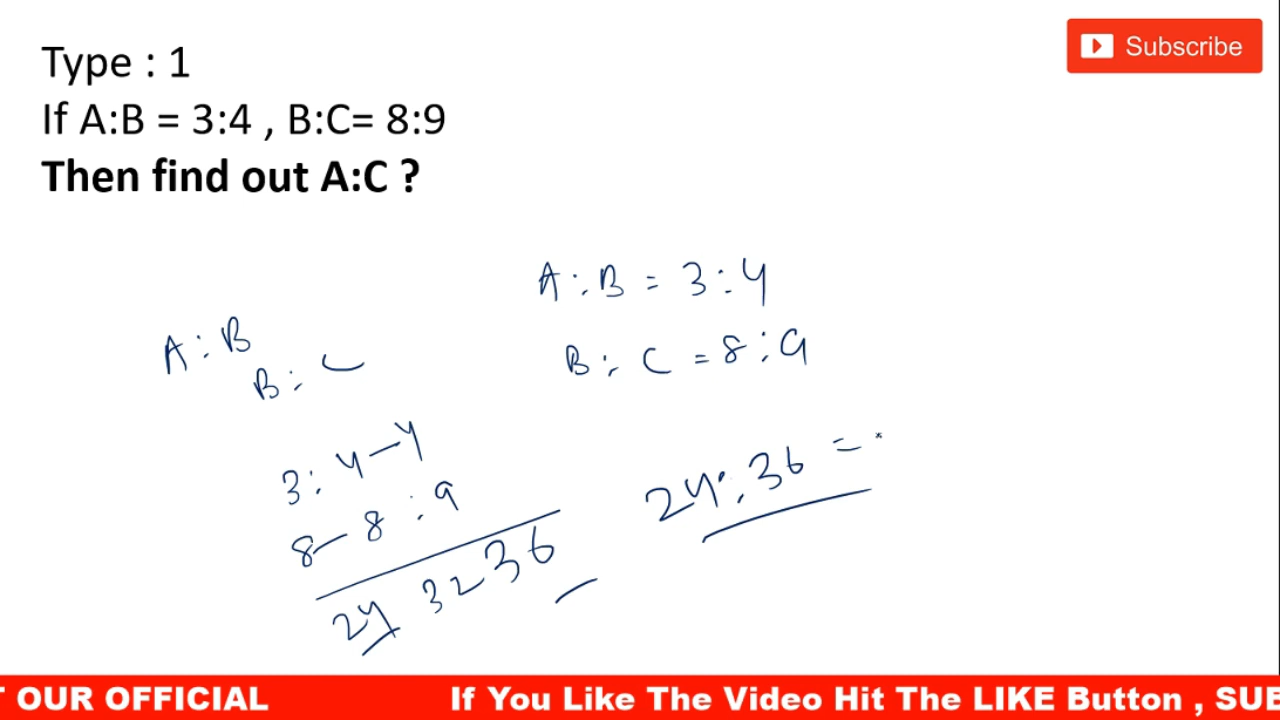 Type : 1
Subscribe
If A:B = 3:4 , B:C= 8:9
Then find out A:C ?
A:B = 3:4
B:C = 8:9
A:B
B:C
3:4-4
8-8:9
24 32 36
24:36 =
T OUR OFFICIAL If You Like The Video Hit The LIKE Button , SUB